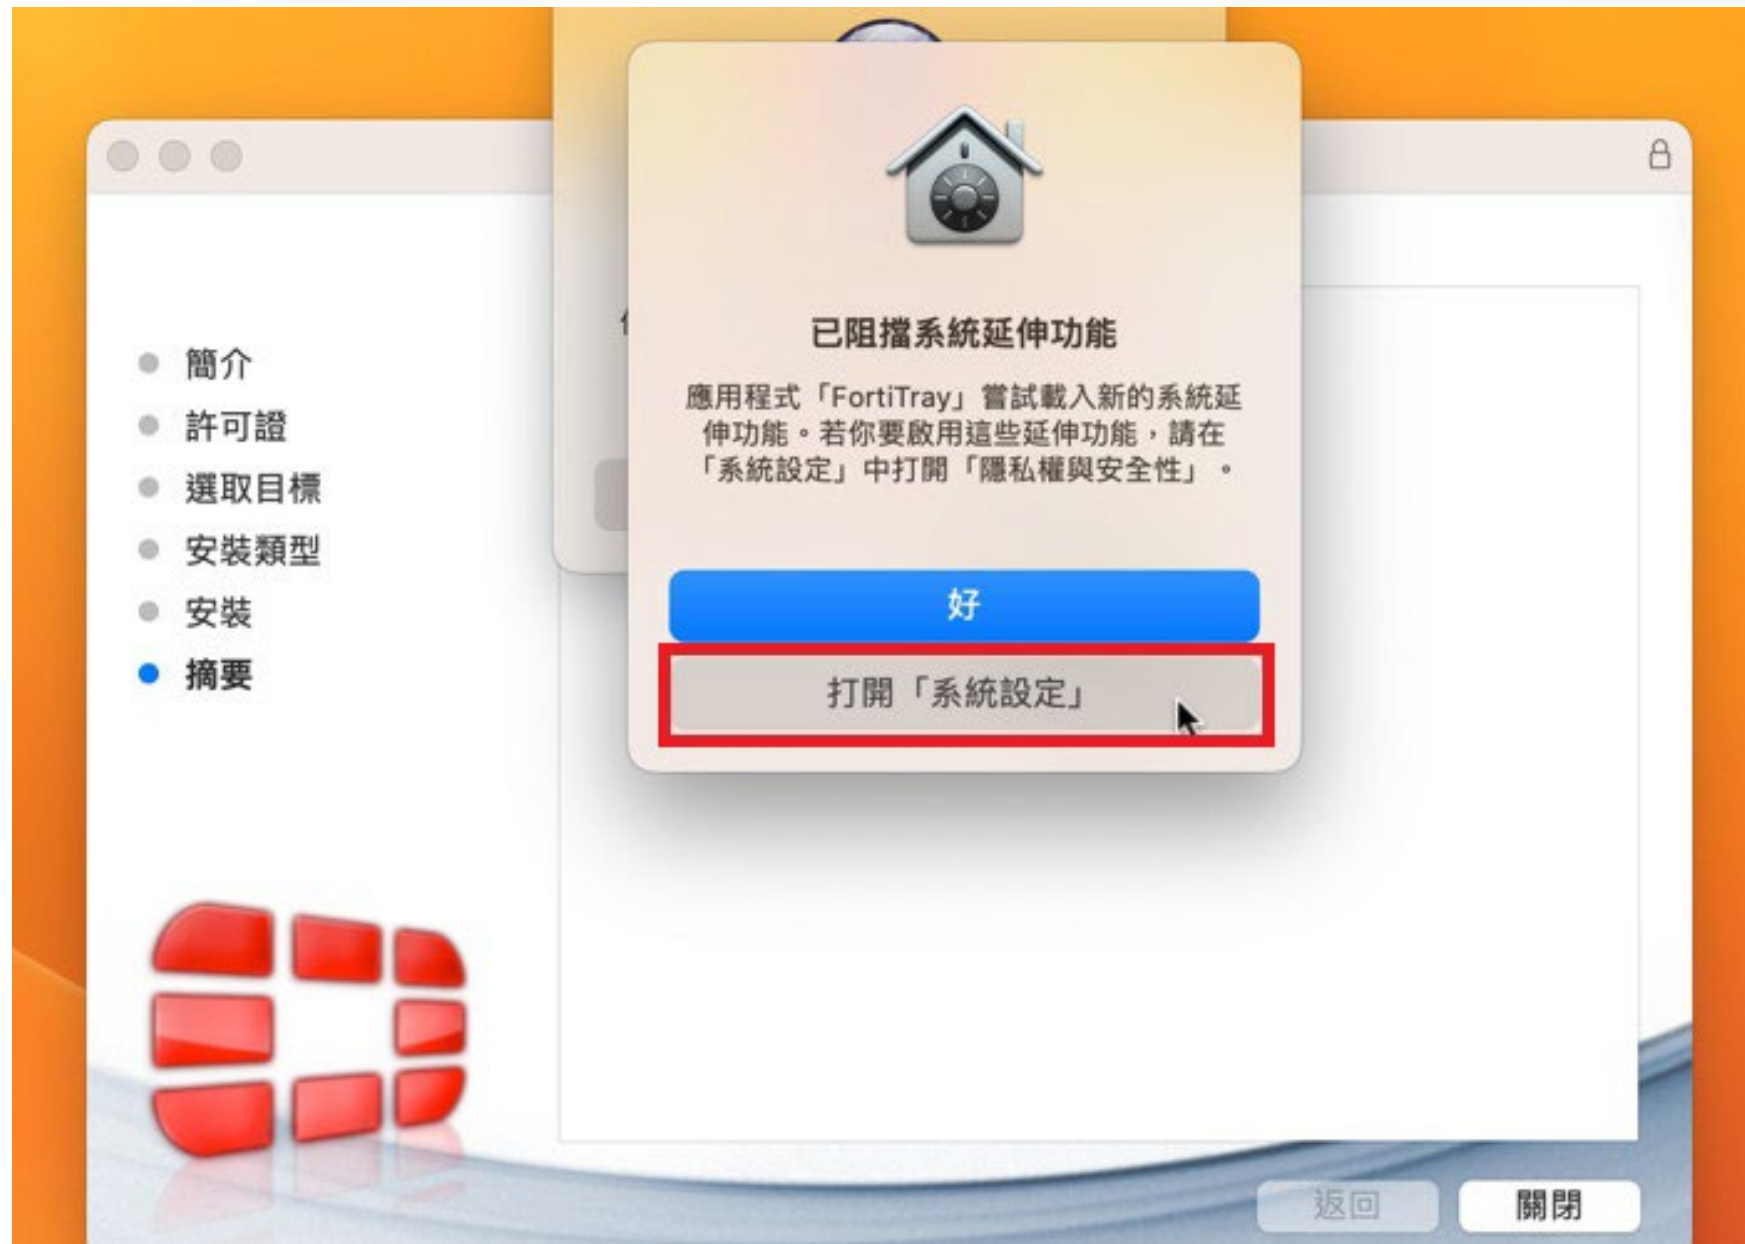 簡介
許可證
選取目標
安裝類型
安裝
摘要
已阻擋系統延伸功能
應用程式「FortiTray」嘗試載入新的系統延
伸功能。若你要啟用這些延伸功能，請在
「系統設定」中打開「隱私權與安全性」。
好
打開「系統設定」
返回
關閉